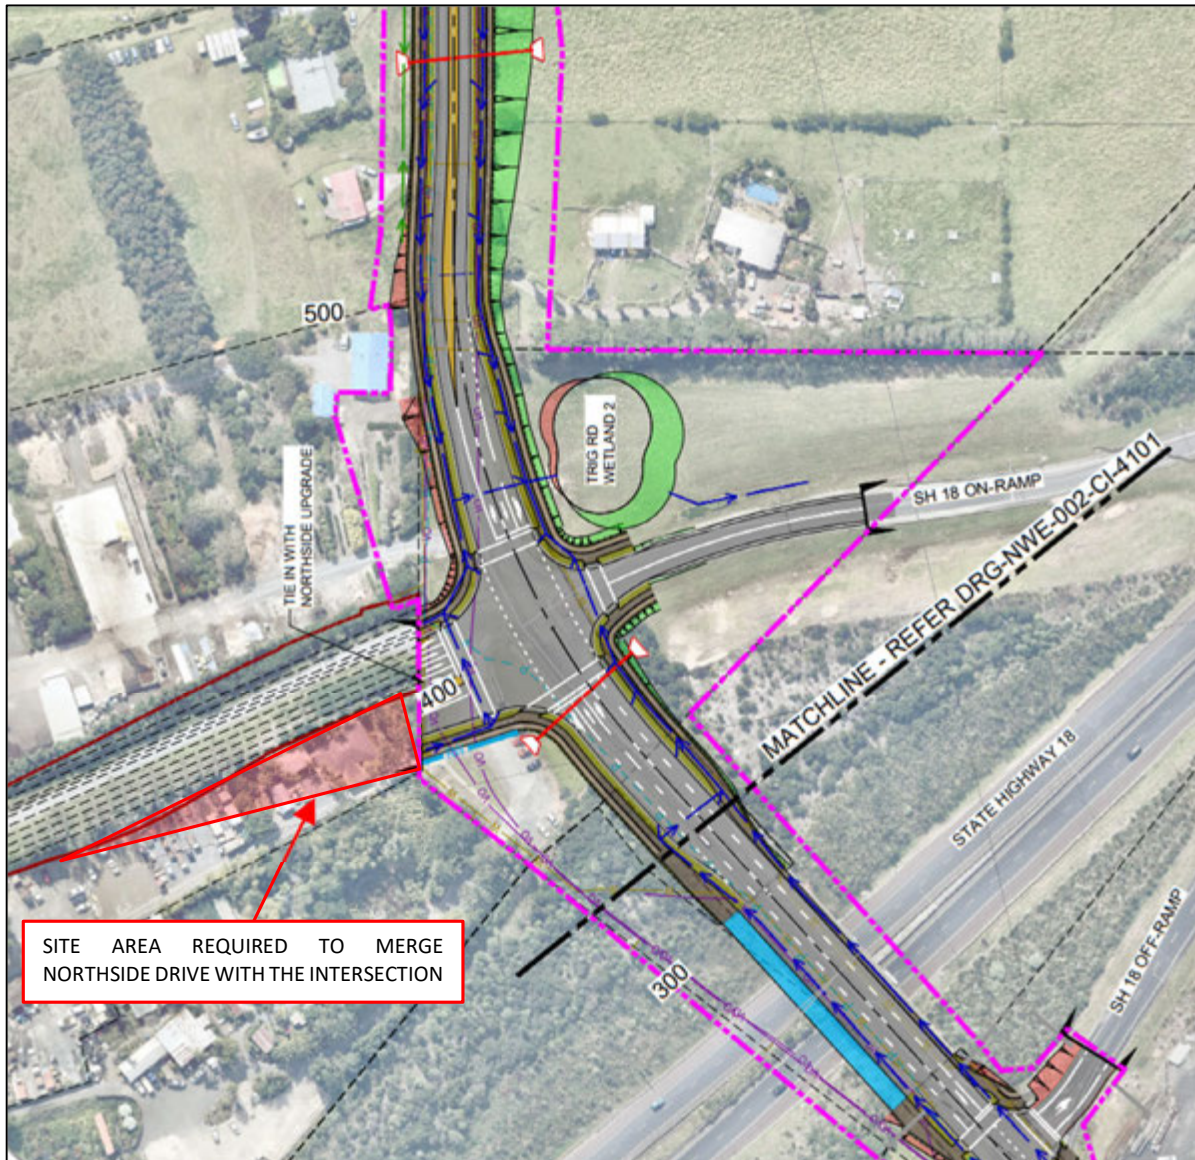 500
TRIG RD
WETLAND 2
SH 18 ON-RAMP
TIE IN WITH
NORTHSIDE UPGRADE
MATCHLINE - REFER DRG-NWE-002-CI-4101
400
STATE HIGHWAY 18
SITE AREA REQUIRED TO MERGE
NORTHSIDE DRIVE WITH THE INTERSECTION
300
SH 18 OFF-RAMP